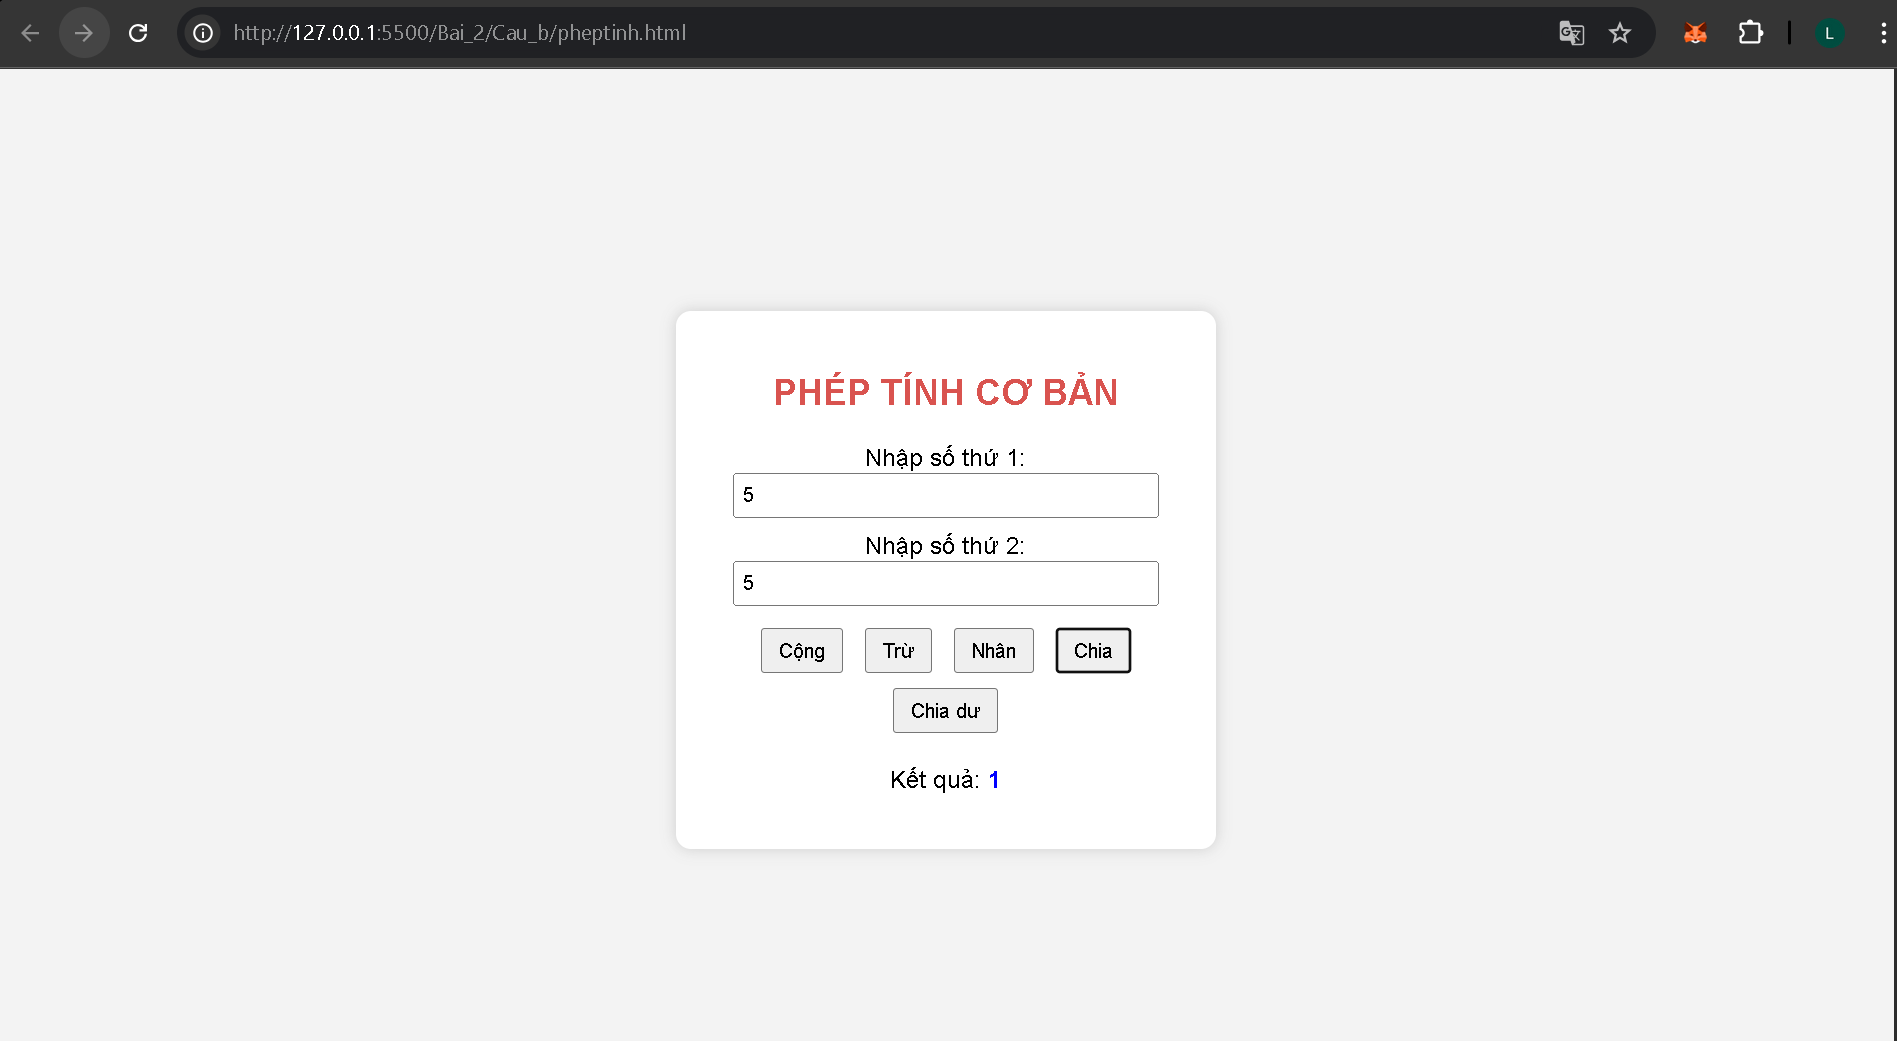 http://127.0.0.1:5500/Bai_2/Cau_b/pheptinh.html
L
PHÉP TÍNH CƠ BẢN
Nhập số thứ 1:
5
Nhập số thứ 2:
5
Cộng Trừ Nhân Chia
Chia dư
Kết quả: 1